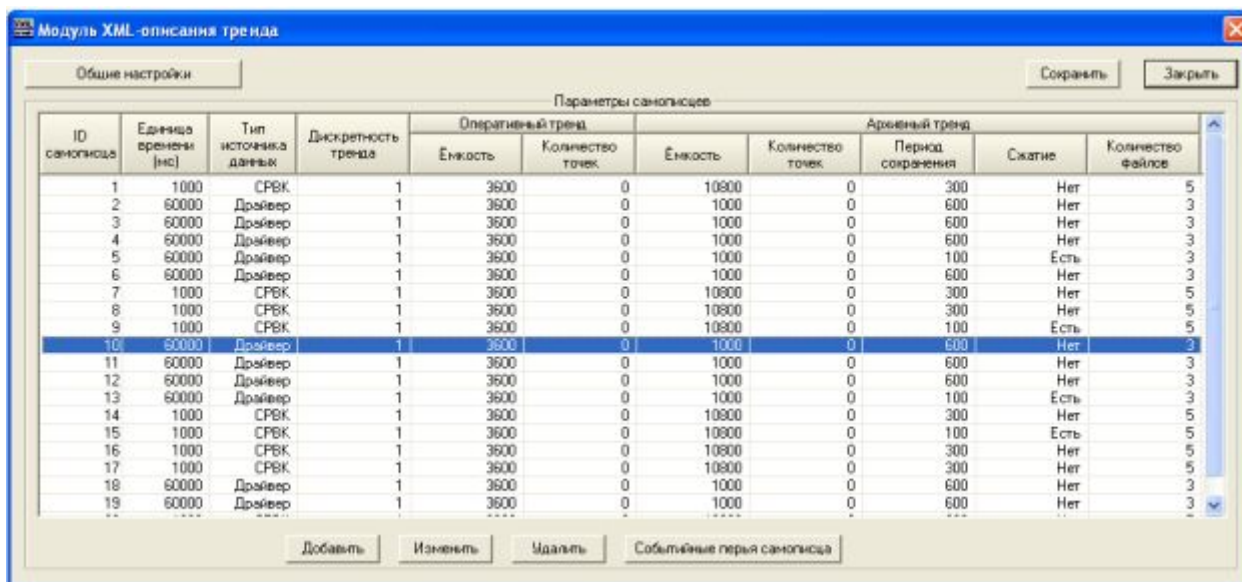 Модуль XML-описания тренда
Общие настройки Сохранить Закрыть
Параметры самописцев
ID самописца Единица времени (мс) Тип источника данных Дискретность тренда Оперативный тренд Архивный тренд
Ёмкость Количество точек Ёмкость Количество точек Период сохранения Сжатие Количество файлов
1 1000 СРВК 1 3600 0 10800 0 300 Нет 5
2 60000 Драйвер 1 3600 0 1000 0 600 Нет 3
3 60000 Драйвер 1 3600 0 1000 0 600 Нет 3
4 60000 Драйвер 1 3600 0 1000 0 600 Нет 3
5 60000 Драйвер 1 3600 0 1000 0 100 Есть 3
6 60000 Драйвер 1 3600 0 1000 0 600 Нет 3
7 1000 СРВК 1 3600 0 10800 0 300 Нет 5
8 1000 СРВК 1 3600 0 10800 0 300 Нет 5
9 1000 СРВК 1 3600 0 10800 0 100 Есть 5
10 60000 Драйвер 1 3600 0 1000 0 600 Нет 3
11 60000 Драйвер 1 3600 0 1000 0 600 Нет 3
12 60000 Драйвер 1 3600 0 1000 0 600 Нет 3
13 60000 Драйвер 1 3600 0 1000 0 100 Есть 3
14 1000 СРВК 1 3600 0 10800 0 300 Нет 5
15 1000 СРВК 1 3600 0 10800 0 100 Есть 5
16 1000 СРВК 1 3600 0 10800 0 300 Нет 5
17 1000 СРВК 1 3600 0 10800 0 300 Нет 5
18 60000 Драйвер 1 3600 0 1000 0 600 Нет 3
19 60000 Драйвер 1 3600 0 1000 0 600 Нет 3
Добавить Изменить Удалить Событийные перья самописца